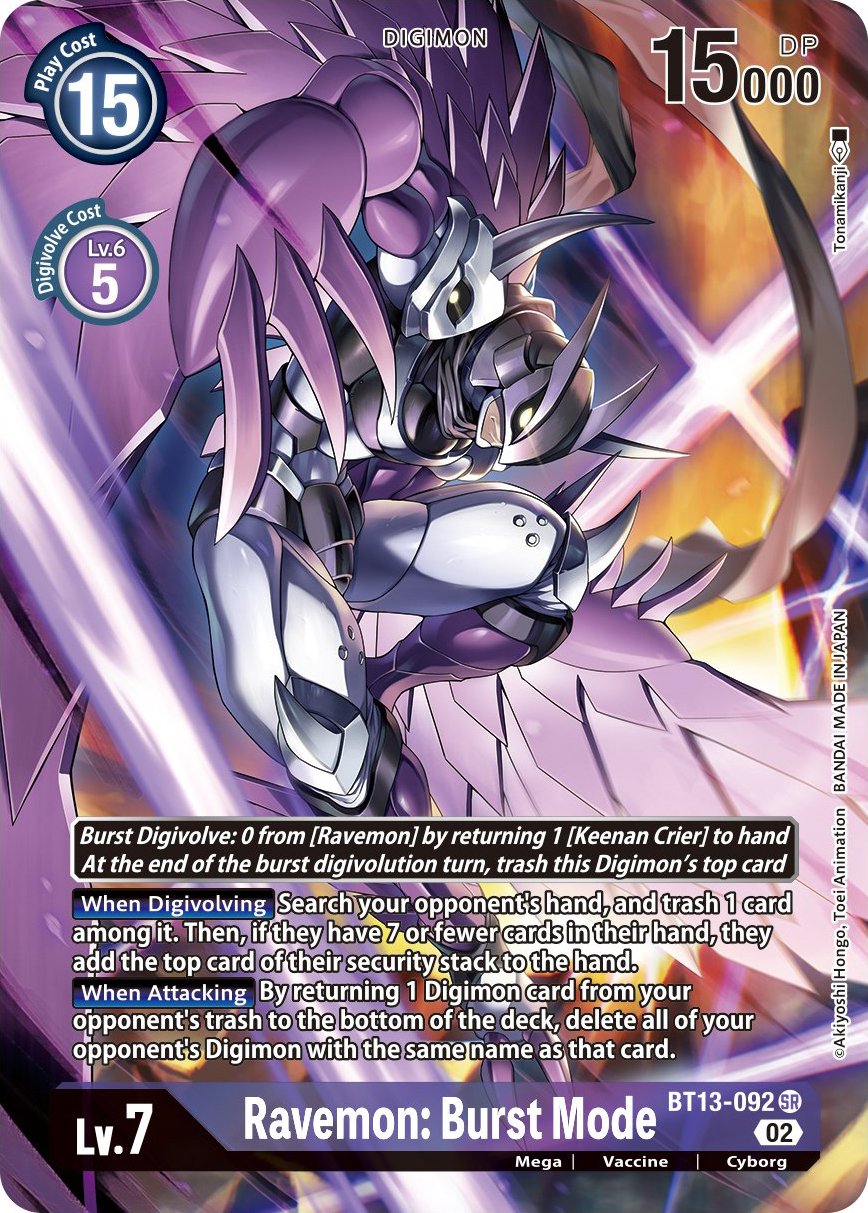 DIGIMON
Play Cost
15
15000
DP
Digivolve Cost
Lv.6
5
Tonamikanji
Burst Digivolve: 0 from [Ravemon] by returning 1 [Keenan Crier] to hand
At the end of the burst digivolution turn, trash this Digimon's top card
When Digivolving Search your opponent's hand, and trash 1 card
among it. Then, if they have 7 or fewer cards in their hand, they
add the top card of their security stack to the hand.
When Attacking By returning 1 Digimon card from your
opponent's trash to the bottom of the deck, delete all of your
opponent's Digimon with the same name as that card.
©Akiyoshi Hongo, Toei Animation BANDAI MADE IN JAPAN
Lv.7
Ravemon: Burst Mode
BT13-092 SR
02
Mega | Vaccine | Cyborg